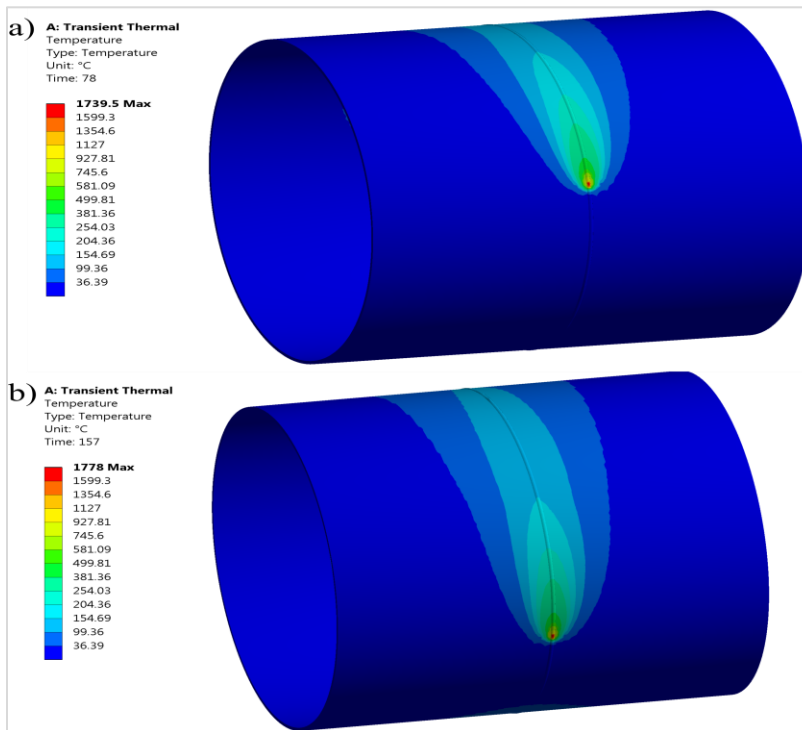 a)
A: Transient Thermal
Temperature
Type: Temperature
Unit: °C
Time: 78
1739.5 Max
1599.3
1354.6
1127
927.81
745.6
581.09
499.81
381.36
254.03
204.36
154.69
99.36
36.39
b)
A: Transient Thermal
Temperature
Type: Temperature
Unit: °C
Time: 157
1778 Max
1599.3
1354.6
1127
927.81
745.6
581.09
499.81
381.36
254.03
204.36
154.69
99.36
36.39